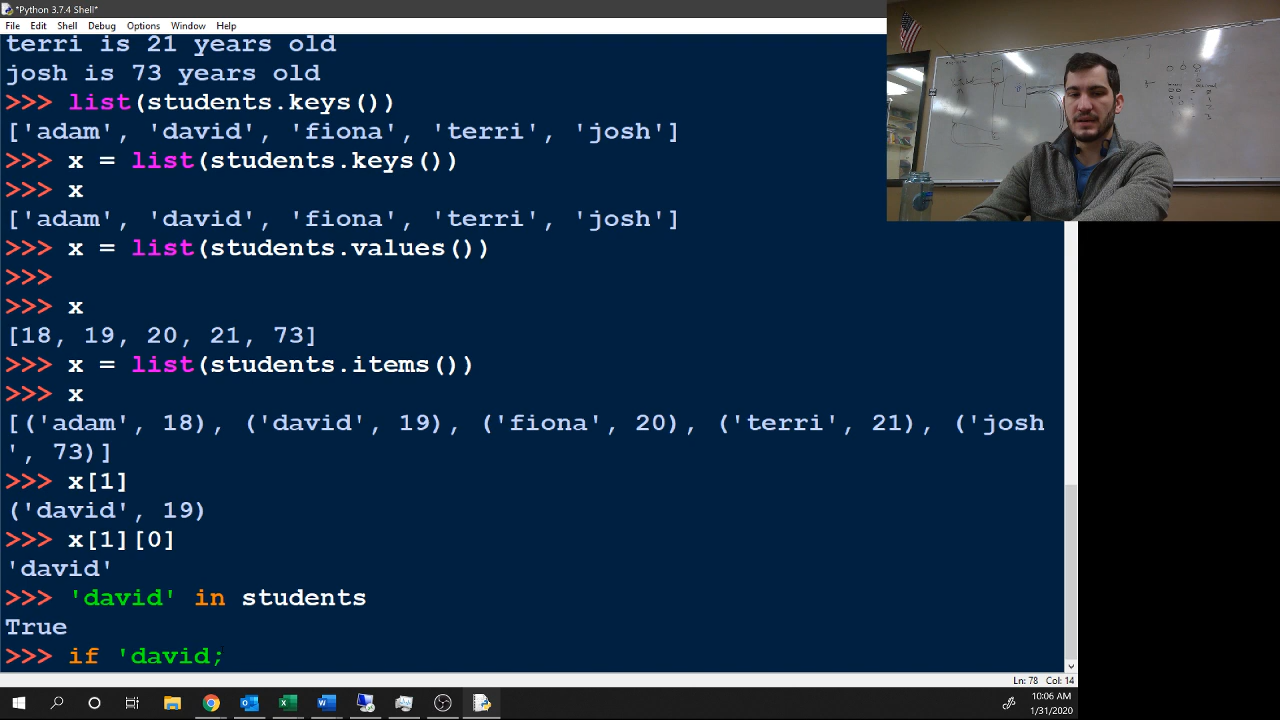 *Python 3.7.4 Shell*
File Edit Shell Debug Options Window Help
terri is 21 years old
josh is 73 years old
>>> list(students.keys())
['adam', 'david', 'fiona', 'terri', 'josh']
>>> x = list(students.keys())
>>> x
['adam', 'david', 'fiona', 'terri', 'josh']
>>> x = list(students.values())
>>>
>>> x
[18, 19, 20, 21, 73]
>>> x = list(students.items())
>>> x
[('adam', 18), ('david', 19), ('fiona', 20), ('terri', 21), ('josh
', 73)]
>>> x[1]
('david', 19)
>>> x[1][0]
'david'
>>> 'david' in students
True
>>> if 'david;
Ln: 78 Col: 14
10:06 AM
1/31/2020